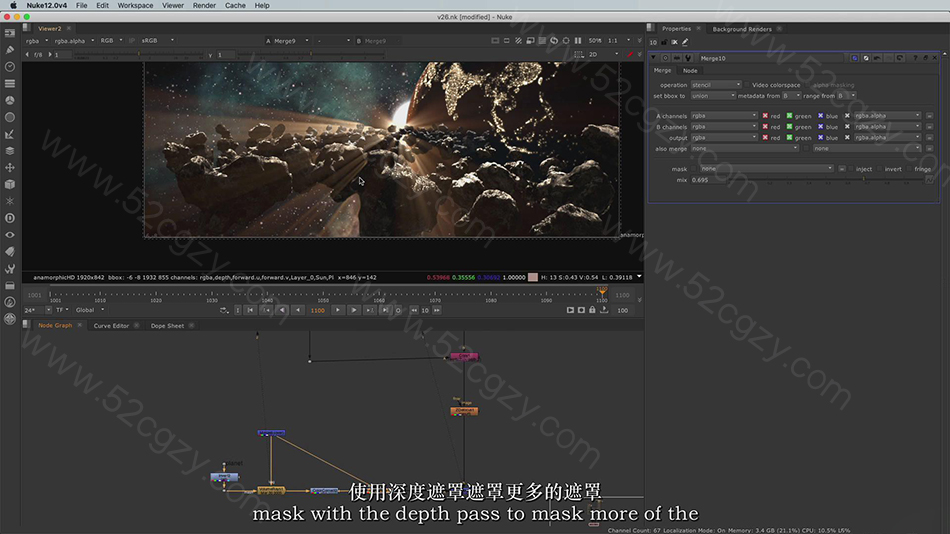 Nuke12.0v4 File Edit Workspace Viewer Render Cache Help
v26.nk [modified] - Nuke
Viewer2
rgba rgba.alpha RGB IP sRGB A Merge9 - B Merge9 50% 1:1
f/8 1 Y 1 2D
anamorp
anamorphicHD 1920x842 bbox: -6 -8 1932 855 channels: rgba,depth,forward.u,forward.v,Layer_0,Sun,Pl x=846 y=142 0.53968 0.35556 1.00000 H: 13 S:0.43 V:0.54 L: 0.39118
1001 1001 1010 1020 1030 1040 1050 1060 1070 1080 1090 1100 1100
24* TF Global 1100 10 100
Node Graph Curve Editor Dope Sheet
Properties Background Renders
10
Merge10
Merge Node
operation stencil Video colorspace alpha masking
set bbox to union metadata from B range from B
A channels rgba red green blue rgba.alpha
B channels rgba red green blue rgba.alpha
output rgba red green blue rgba.alpha
also merge none none
mask none inject invert fringe
mix 0.695
使用深度遮罩遮罩更多的遮罩
mask with the depth pass to mask more of the
Channel Count: 67 Localization Mode: On Memory: 3.4 GB (21.1%) CPU: 10.5%
www.52cgzy.com